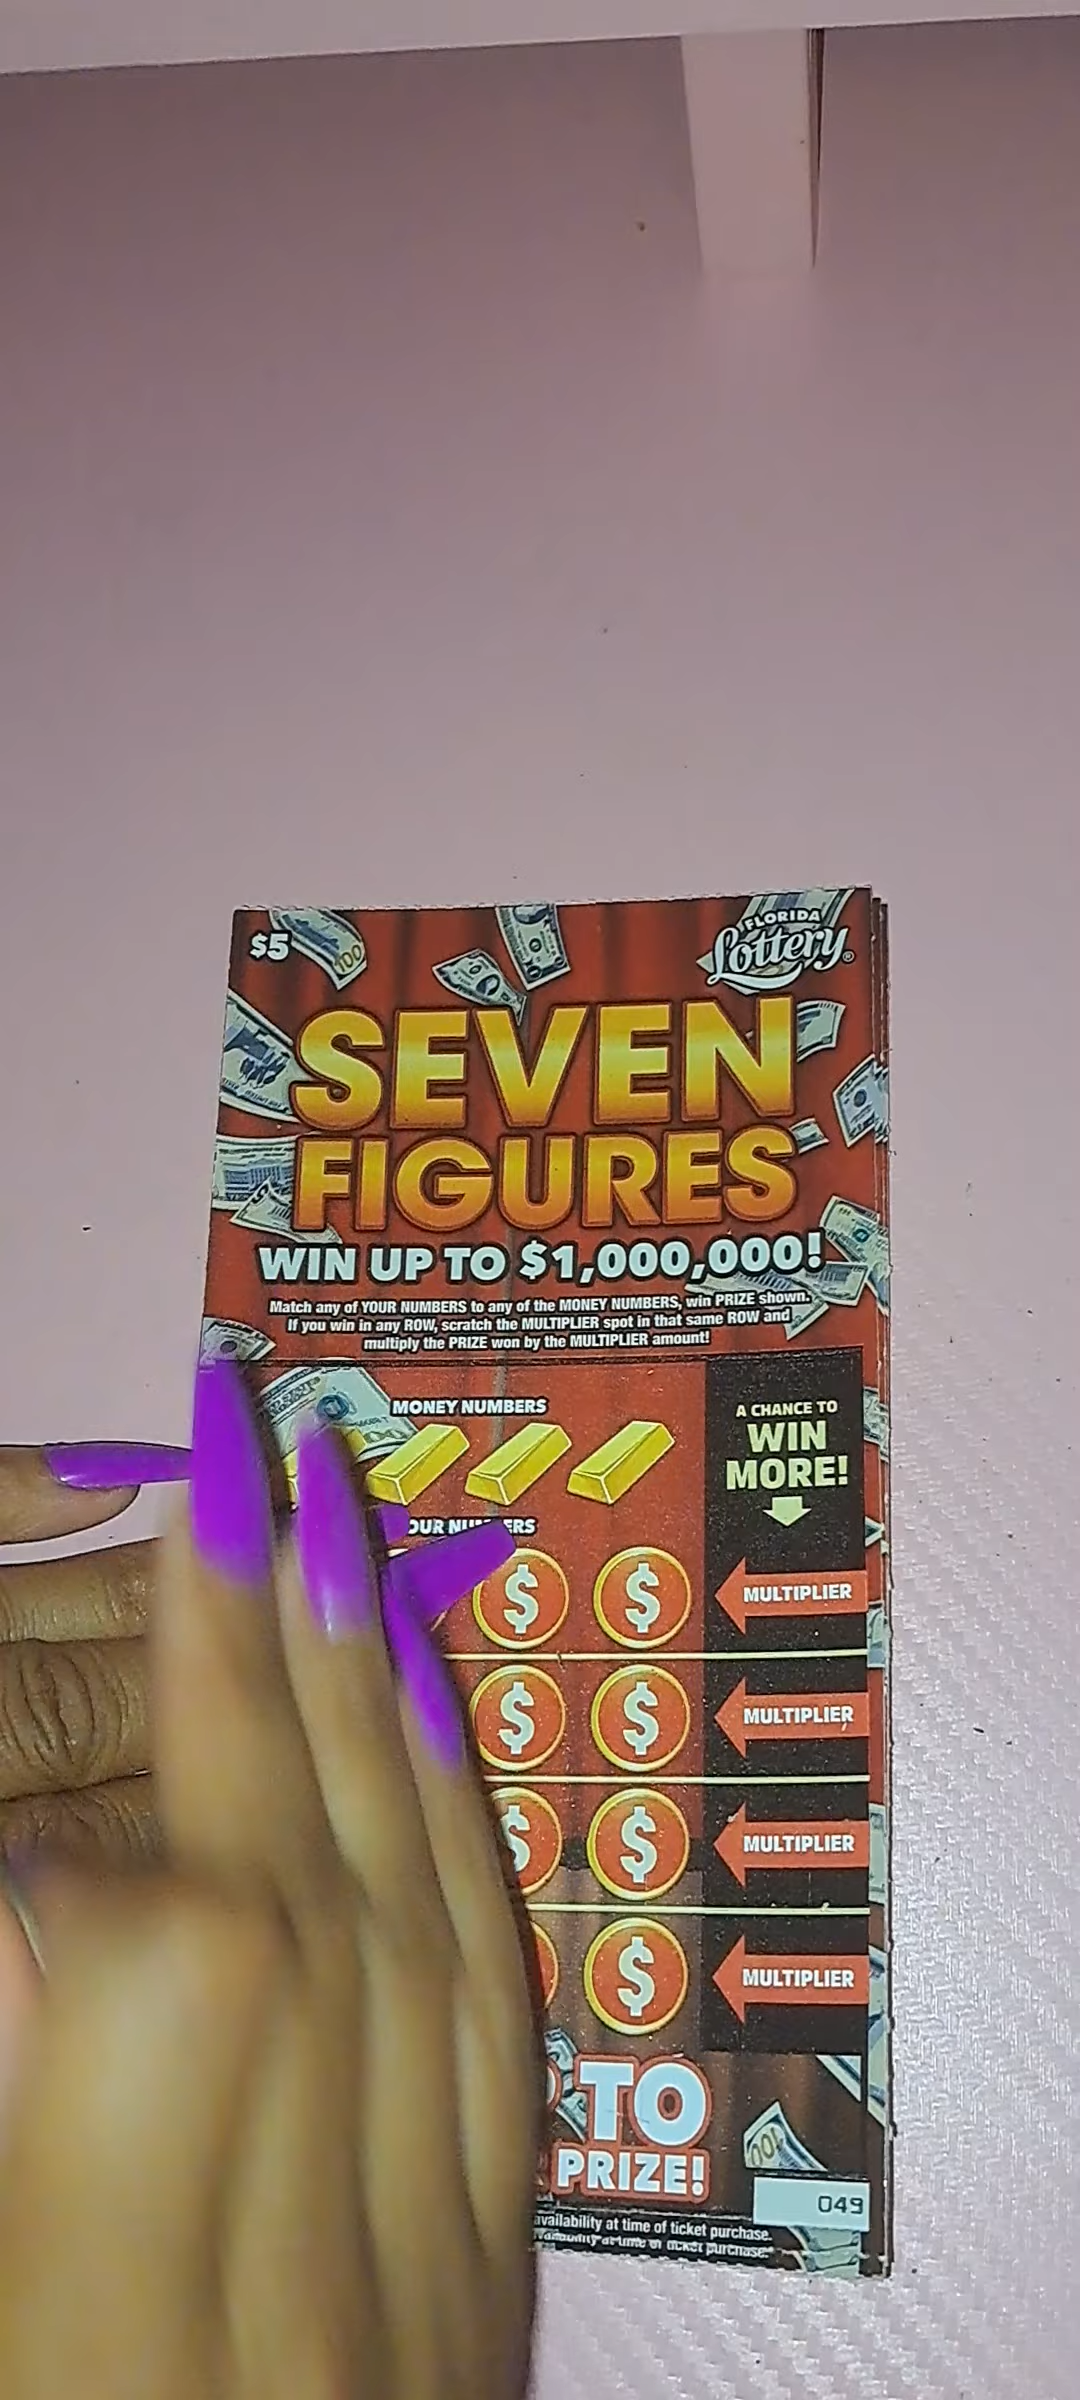 $5
FLORIDA
Lottery®
SEVEN
FIGURES
WIN UP TO $1,000,000!
Match any of YOUR NUMBERS to any of the MONEY NUMBERS, win PRIZE shown.
If you win in any ROW, scratch the MULTIPLIER spot in that same ROW and
multiply the PRIZE won by the MULTIPLIER amount!
MONEY NUMBERS
A CHANCE TO
WIN
MORE!
MULTIPLIER
MULTIPLIER
MULTIPLIER
MULTIPLIER
TO
PRIZE!
049
availability at time of ticket purchase.
ticket purchase.